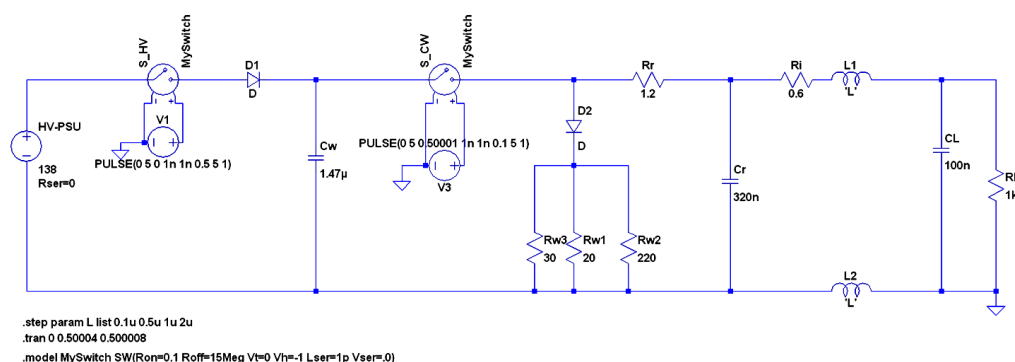 S_HV
MySwitch
D1
D
HV-PSU
138
Rser=0
V1
PULSE(0 5 0 1n 1n 0.5 5 1)
Cw
1.47µ
S_CW
MySwitch
PULSE(0 5 0.50001 1n 1n 0.1 5 1)
V3
D2
D
Rw3
30
Rw1
20
Rw2
220
Rr
1.2
Cr
320n
Ri
0.6
L1
'L'
CL
100n
1k
L2
'L'
.step param L list 0.1u 0.5u 1u 2u
.tran 0 0.50004 0.500008
.model MySwitch SW(Ron=0.1 Roff=15Meg Vt=0 Vh=-1 Lser=1p Vser=.0)